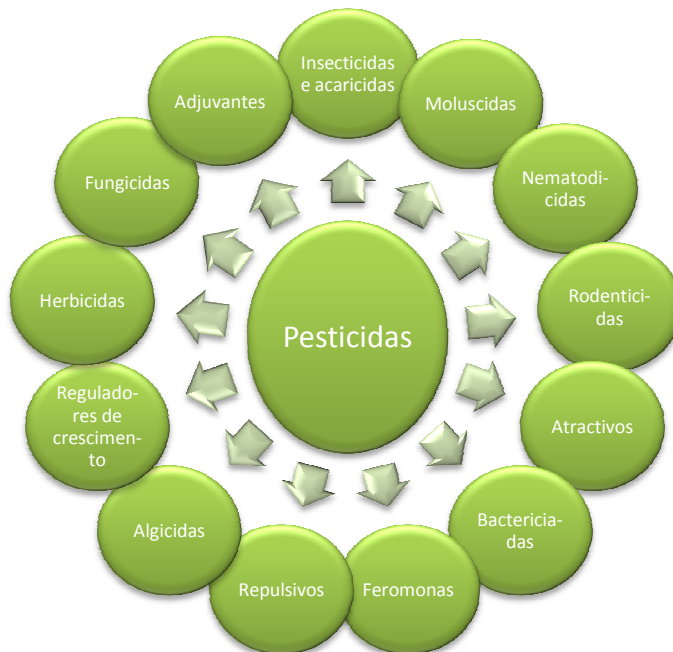 Insecticidas
e acaricidas
Moluscidas
Nematodi-
cidas
Rodentici-
das
Atractivos
Bactericia-
das
Feromonas
Repulsivos
Algicidas
Regulado-
res de
crescimen-
to
Herbicidas
Fungicidas
Adjuvantes
Pesticidas